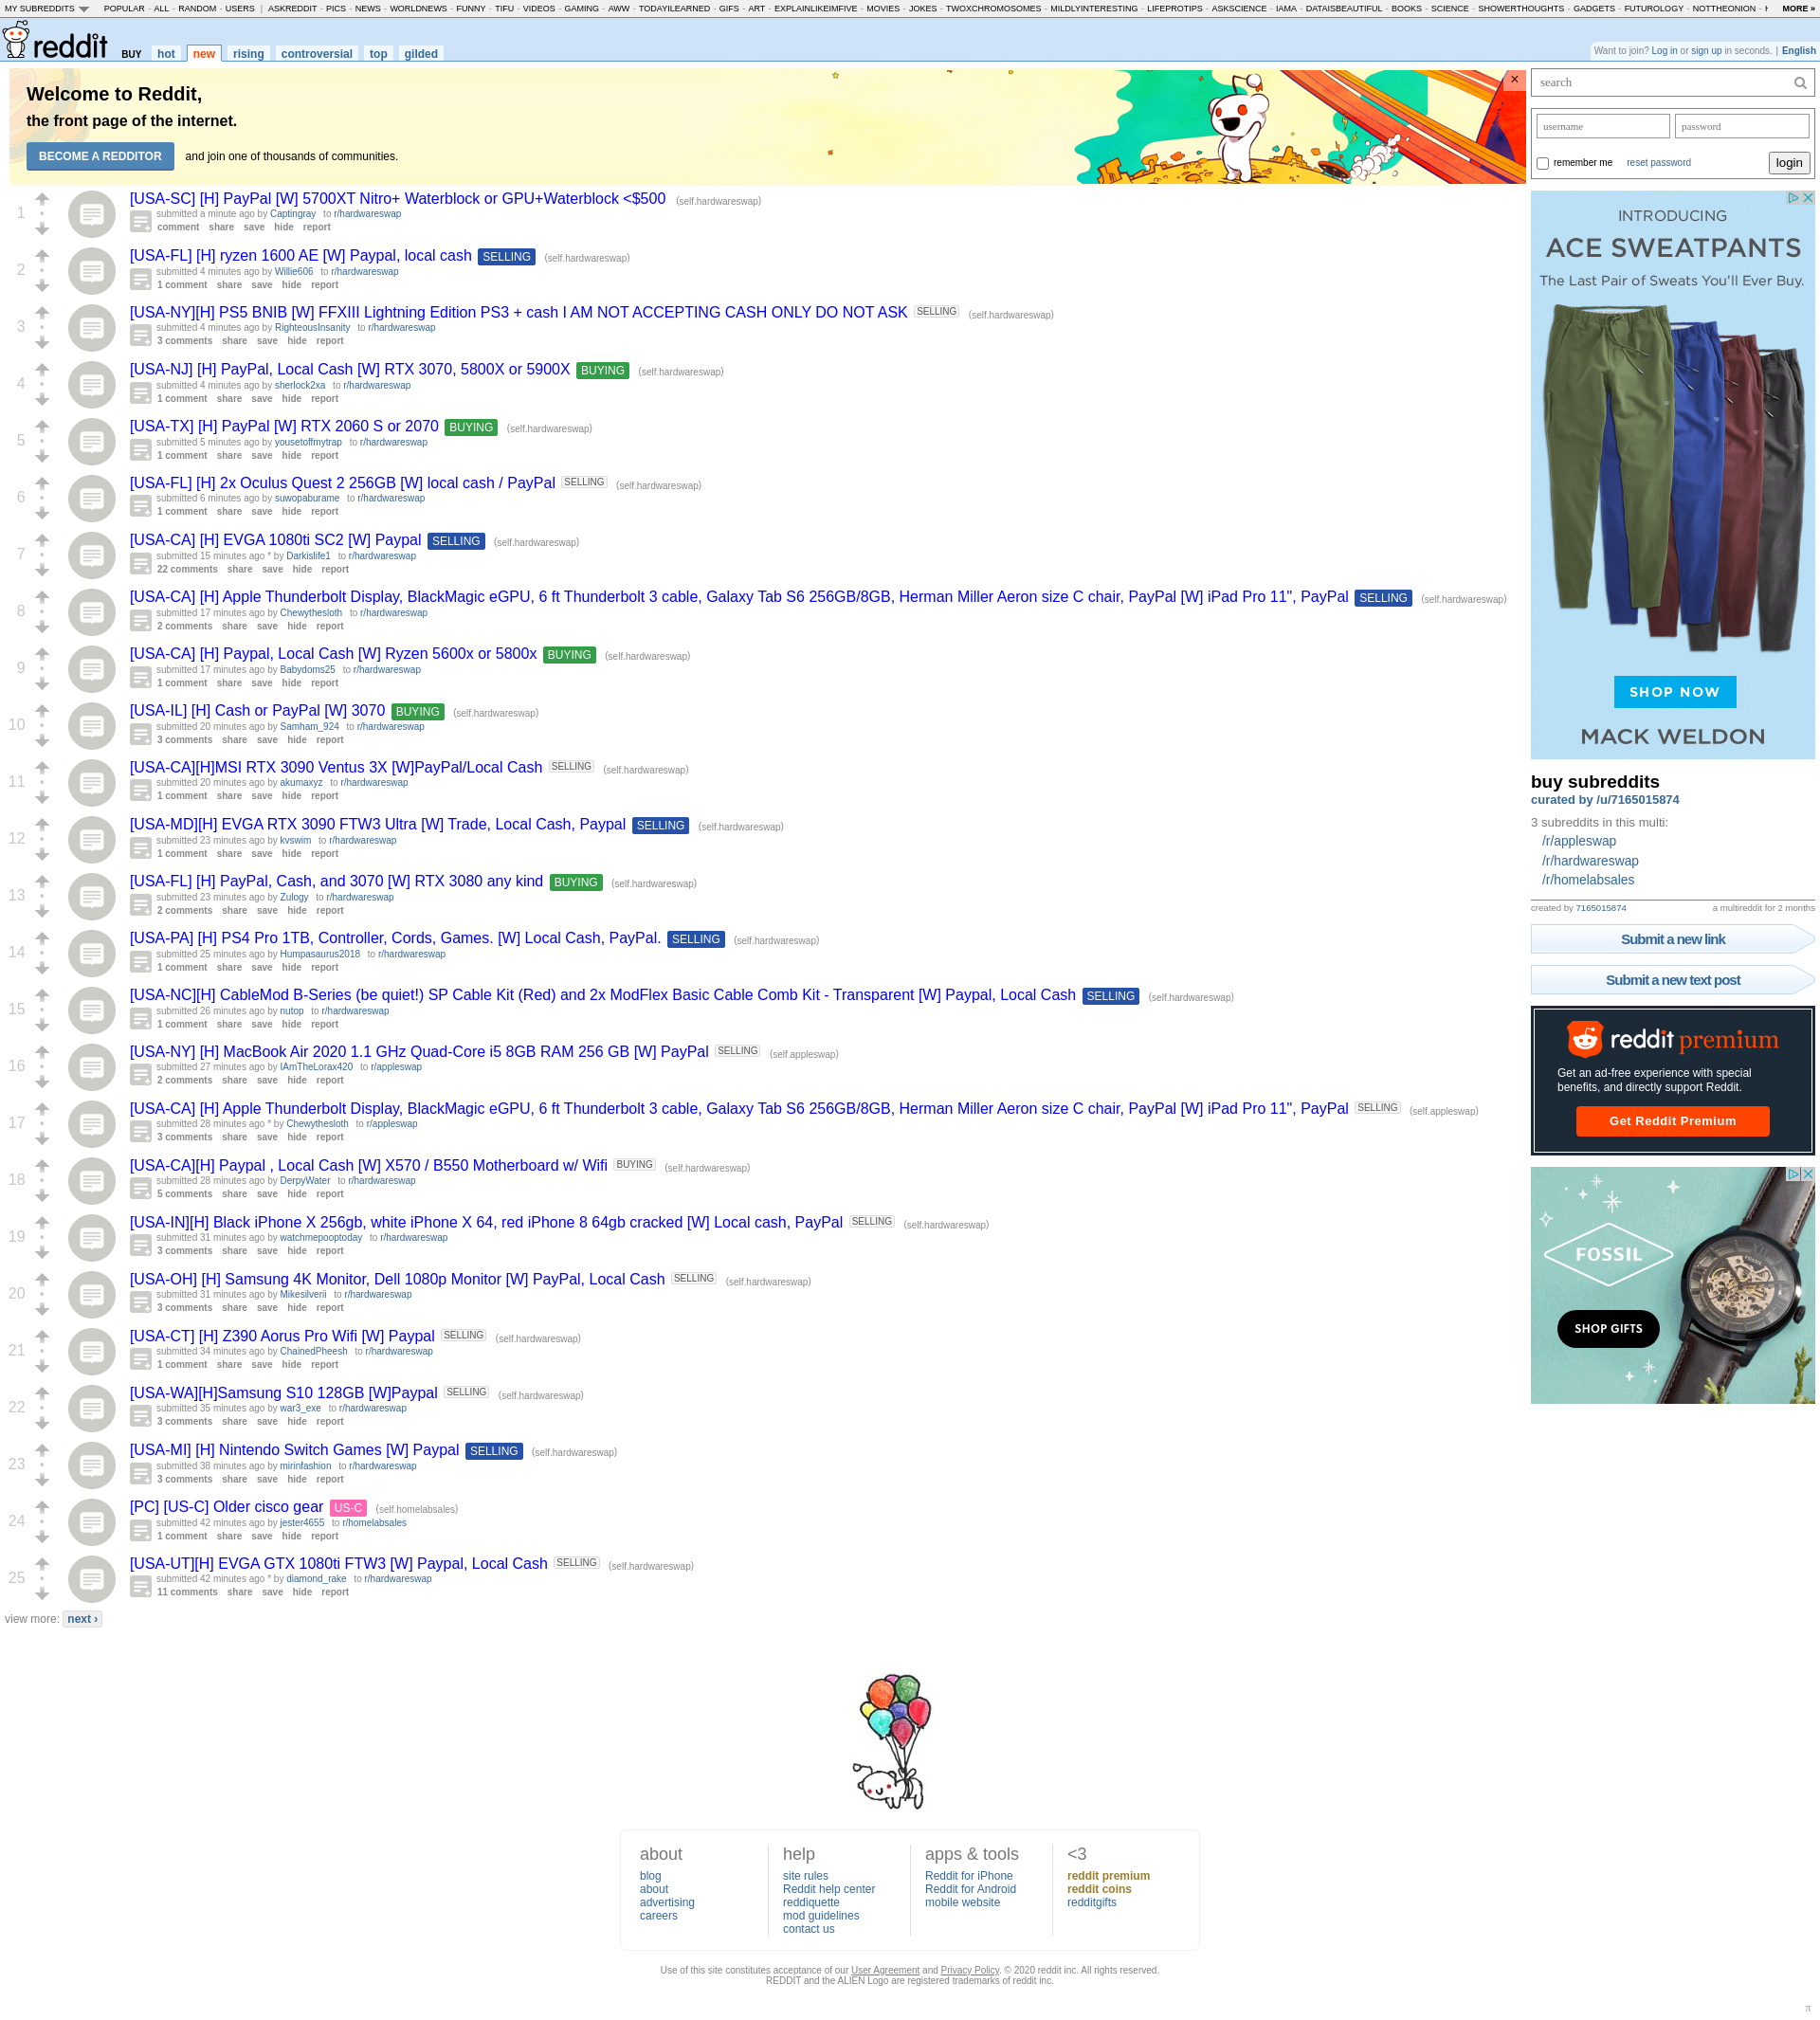 MY SUBREDDITS POPULAR - ALL - RANDOM - USERS | ASKREDDIT - PICS - NEWS - WORLDNEWS - FUNNY - TIFU - VIDEOS - GAMING - AWW - TODAYILEARNED - GIFS - ART - EXPLAINLIKEIMFIVE - MOVIES - JOKES - TWOXCHROMOSOMES - MILDLYINTERESTING - LIFEPROTIPS - ASKSCIENCE - IAMA - DATAISBEAUTIFUL - BOOKS - SCIENCE - SHOWERTHOUGHTS - GADGETS - FUTUROLOGY - NOTTHEONION - MORE »
reddit BUY hot new rising controversial top gilded
Want to join? Log in or sign up in seconds. | English
Welcome to Reddit,
the front page of the internet.
BECOME A REDDITOR and join one of thousands of communities.
×
1
[USA-SC] [H] PayPal [W] 5700XT Nitro+ Waterblock or GPU+Waterblock <$500 (self.hardwareswap)
submitted a minute ago by Captingray to r/hardwareswap
comment share save hide report
2
[USA-FL] [H] ryzen 1600 AE [W] Paypal, local cash SELLING (self.hardwareswap)
submitted 4 minutes ago by Willie606 to r/hardwareswap
1 comment share save hide report
3
[USA-NY][H] PS5 BNIB [W] FFXIII Lightning Edition PS3 + cash I AM NOT ACCEPTING CASH ONLY DO NOT ASK SELLING (self.hardwareswap)
submitted 4 minutes ago by RighteousInsanity to r/hardwareswap
3 comments share save hide report
4
[USA-NJ] [H] PayPal, Local Cash [W] RTX 3070, 5800X or 5900X BUYING (self.hardwareswap)
submitted 4 minutes ago by sherlock2xa to r/hardwareswap
1 comment share save hide report
5
[USA-TX] [H] PayPal [W] RTX 2060 S or 2070 BUYING (self.hardwareswap)
submitted 5 minutes ago by yousetoffmytrap to r/hardwareswap
1 comment share save hide report
6
[USA-FL] [H] 2x Oculus Quest 2 256GB [W] local cash / PayPal SELLING (self.hardwareswap)
submitted 6 minutes ago by suwopaburame to r/hardwareswap
1 comment share save hide report
7
[USA-CA] [H] EVGA 1080ti SC2 [W] Paypal SELLING (self.hardwareswap)
submitted 15 minutes ago * by Darkislife1 to r/hardwareswap
22 comments share save hide report
8
[USA-CA] [H] Apple Thunderbolt Display, BlackMagic eGPU, 6 ft Thunderbolt 3 cable, Galaxy Tab S6 256GB/8GB, Herman Miller Aeron size C chair, PayPal [W] iPad Pro 11", PayPal SELLING (self.hardwareswap)
submitted 17 minutes ago by Chewythesloth to r/hardwareswap
2 comments share save hide report
9
[USA-CA] [H] Paypal, Local Cash [W] Ryzen 5600x or 5800x BUYING (self.hardwareswap)
submitted 17 minutes ago by Babydoms25 to r/hardwareswap
1 comment share save hide report
10
[USA-IL] [H] Cash or PayPal [W] 3070 BUYING (self.hardwareswap)
submitted 20 minutes ago by Samham_924 to r/hardwareswap
3 comments share save hide report
11
[USA-CA][H]MSI RTX 3090 Ventus 3X [W]PayPal/Local Cash SELLING (self.hardwareswap)
submitted 20 minutes ago by akumaxyz to r/hardwareswap
1 comment share save hide report
12
[USA-MD][H] EVGA RTX 3090 FTW3 Ultra [W] Trade, Local Cash, Paypal SELLING (self.hardwareswap)
submitted 23 minutes ago by kvswim to r/hardwareswap
1 comment share save hide report
13
[USA-FL] [H] PayPal, Cash, and 3070 [W] RTX 3080 any kind BUYING (self.hardwareswap)
submitted 23 minutes ago by Zulogy to r/hardwareswap
2 comments share save hide report
14
[USA-PA] [H] PS4 Pro 1TB, Controller, Cords, Games. [W] Local Cash, PayPal. SELLING (self.hardwareswap)
submitted 25 minutes ago by Humpasaurus2018 to r/hardwareswap
1 comment share save hide report
15
[USA-NC][H] CableMod B-Series (be quiet!) SP Cable Kit (Red) and 2x ModFlex Basic Cable Comb Kit - Transparent [W] Paypal, Local Cash SELLING (self.hardwareswap)
submitted 26 minutes ago by nutop to r/hardwareswap
1 comment share save hide report
16
[USA-NY] [H] MacBook Air 2020 1.1 GHz Quad-Core i5 8GB RAM 256 GB [W] PayPal SELLING (self.appleswap)
submitted 27 minutes ago by IAmTheLorax420 to r/appleswap
2 comments share save hide report
17
[USA-CA] [H] Apple Thunderbolt Display, BlackMagic eGPU, 6 ft Thunderbolt 3 cable, Galaxy Tab S6 256GB/8GB, Herman Miller Aeron size C chair, PayPal [W] iPad Pro 11", PayPal SELLING (self.appleswap)
submitted 28 minutes ago * by Chewythesloth to r/appleswap
3 comments share save hide report
18
[USA-CA][H] Paypal , Local Cash [W] X570 / B550 Motherboard w/ Wifi BUYING (self.hardwareswap)
submitted 28 minutes ago by DerpyWater to r/hardwareswap
5 comments share save hide report
19
[USA-IN][H] Black iPhone X 256gb, white iPhone X 64, red iPhone 8 64gb cracked [W] Local cash, PayPal SELLING (self.hardwareswap)
submitted 31 minutes ago by watchmepooptoday to r/hardwareswap
3 comments share save hide report
20
[USA-OH] [H] Samsung 4K Monitor, Dell 1080p Monitor [W] PayPal, Local Cash SELLING (self.hardwareswap)
submitted 31 minutes ago by Mikesilverii to r/hardwareswap
3 comments share save hide report
21
[USA-CT] [H] Z390 Aorus Pro Wifi [W] Paypal SELLING (self.hardwareswap)
submitted 34 minutes ago by ChainedPheesh to r/hardwareswap
1 comment share save hide report
22
[USA-WA][H]Samsung S10 128GB [W]Paypal SELLING (self.hardwareswap)
submitted 35 minutes ago by war3_exe to r/hardwareswap
3 comments share save hide report
23
[USA-MI] [H] Nintendo Switch Games [W] Paypal SELLING (self.hardwareswap)
submitted 38 minutes ago by mirinfashion to r/hardwareswap
3 comments share save hide report
24
[PC] [US-C] Older cisco gear US-C (self.homelabsales)
submitted 42 minutes ago by jester4655 to r/homelabsales
1 comment share save hide report
25
[USA-UT][H] EVGA GTX 1080ti FTW3 [W] Paypal, Local Cash SELLING (self.hardwareswap)
submitted 42 minutes ago * by diamond_rake to r/hardwareswap
11 comments share save hide report
view more: next ›
search
username password
remember me reset password login
INTRODUCING
ACE SWEATPANTS
The Last Pair of Sweats You'll Ever Buy.
SHOP NOW
MACK WELDON
buy subreddits
curated by /u/7165015874
3 subreddits in this multi:
/r/appleswap
/r/hardwareswap
/r/homelabsales
created by 7165015874 a multireddit for 2 months
Submit a new link
Submit a new text post
reddit premium
Get an ad-free experience with special
benefits, and directly support Reddit.
Get Reddit Premium
FOSSIL
SHOP GIFTS
about
blog
about
advertising
careers
help
site rules
Reddit help center
reddiquette
mod guidelines
contact us
apps & tools
Reddit for iPhone
Reddit for Android
mobile website
<3
reddit premium
reddit coins
redditgifts
Use of this site constitutes acceptance of our User Agreement and Privacy Policy. © 2020 reddit inc. All rights reserved.
REDDIT and the ALIEN Logo are registered trademarks of reddit inc.
π